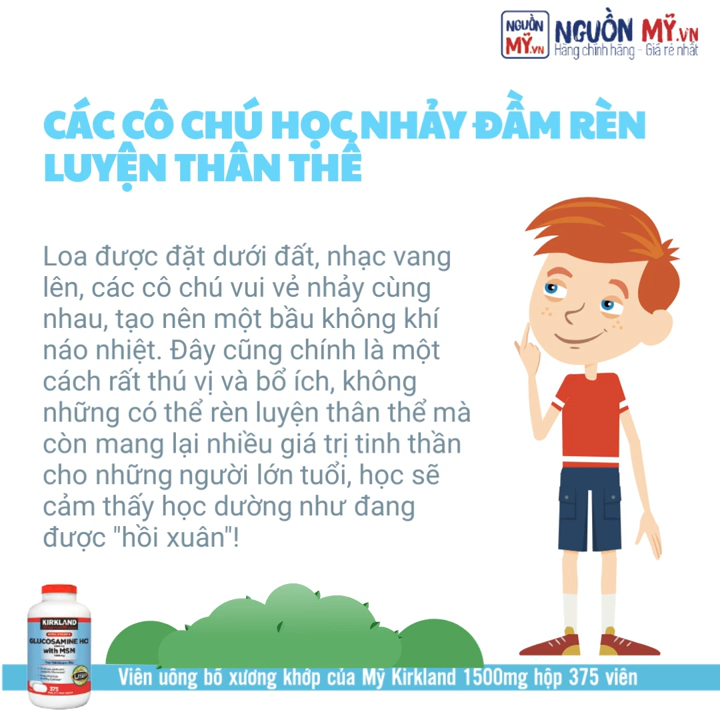 NGUỒN
MỸ.VN
NGUỒN MỸ.VN
Hàng chính hãng - Giá rẻ nhất
CÁC CÔ CHÚ HỌC NHẢY ĐẦM RÈN
LUYỆN THÂN THỂ
Loa được đặt dưới đất, nhạc vang
lên, các cô chú vui vẻ nhảy cùng
nhau, tạo nên một bầu không khí
náo nhiệt. Đây cũng chính là một
cách rất thú vị và bổ ích, không
những có thể rèn luyện thân thể mà
còn mang lại nhiều giá trị tinh thần
cho những người lớn tuổi, học sẽ
cảm thấy học dường như đang
được "hồi xuân"!
KIRKLAND
GLUCOSAMINE HCl
with MSM
375
USP
Viên uông bõ xương khớp của Mỹ Kirkland 1500mg hộp 375 viên